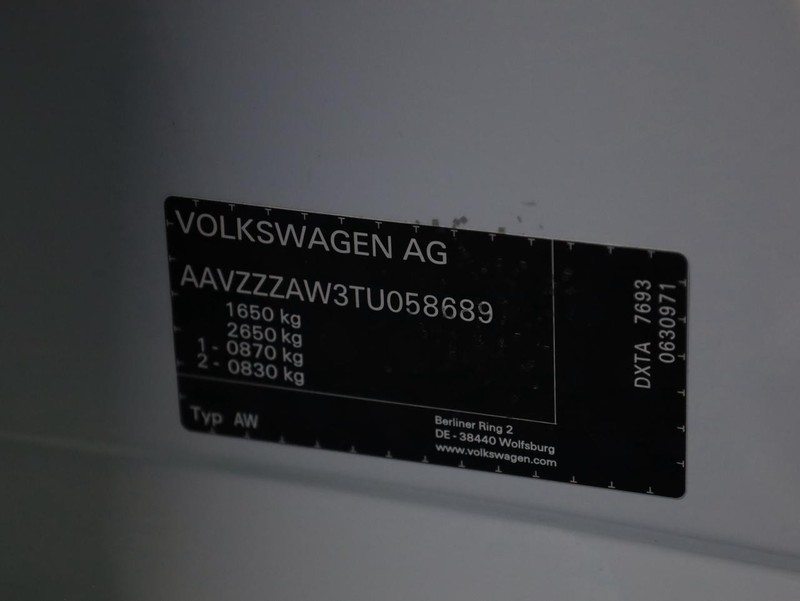 VOLKSWAGEN AG
AAVZZZAW3TU058689
1650 kg
2650 kg
1 - 0870 kg
2 - 0830 kg
Typ AW
Berliner Ring 2
DE - 38440 Wolfsburg
www.volkswagen.com
DXTA 7693
0630971